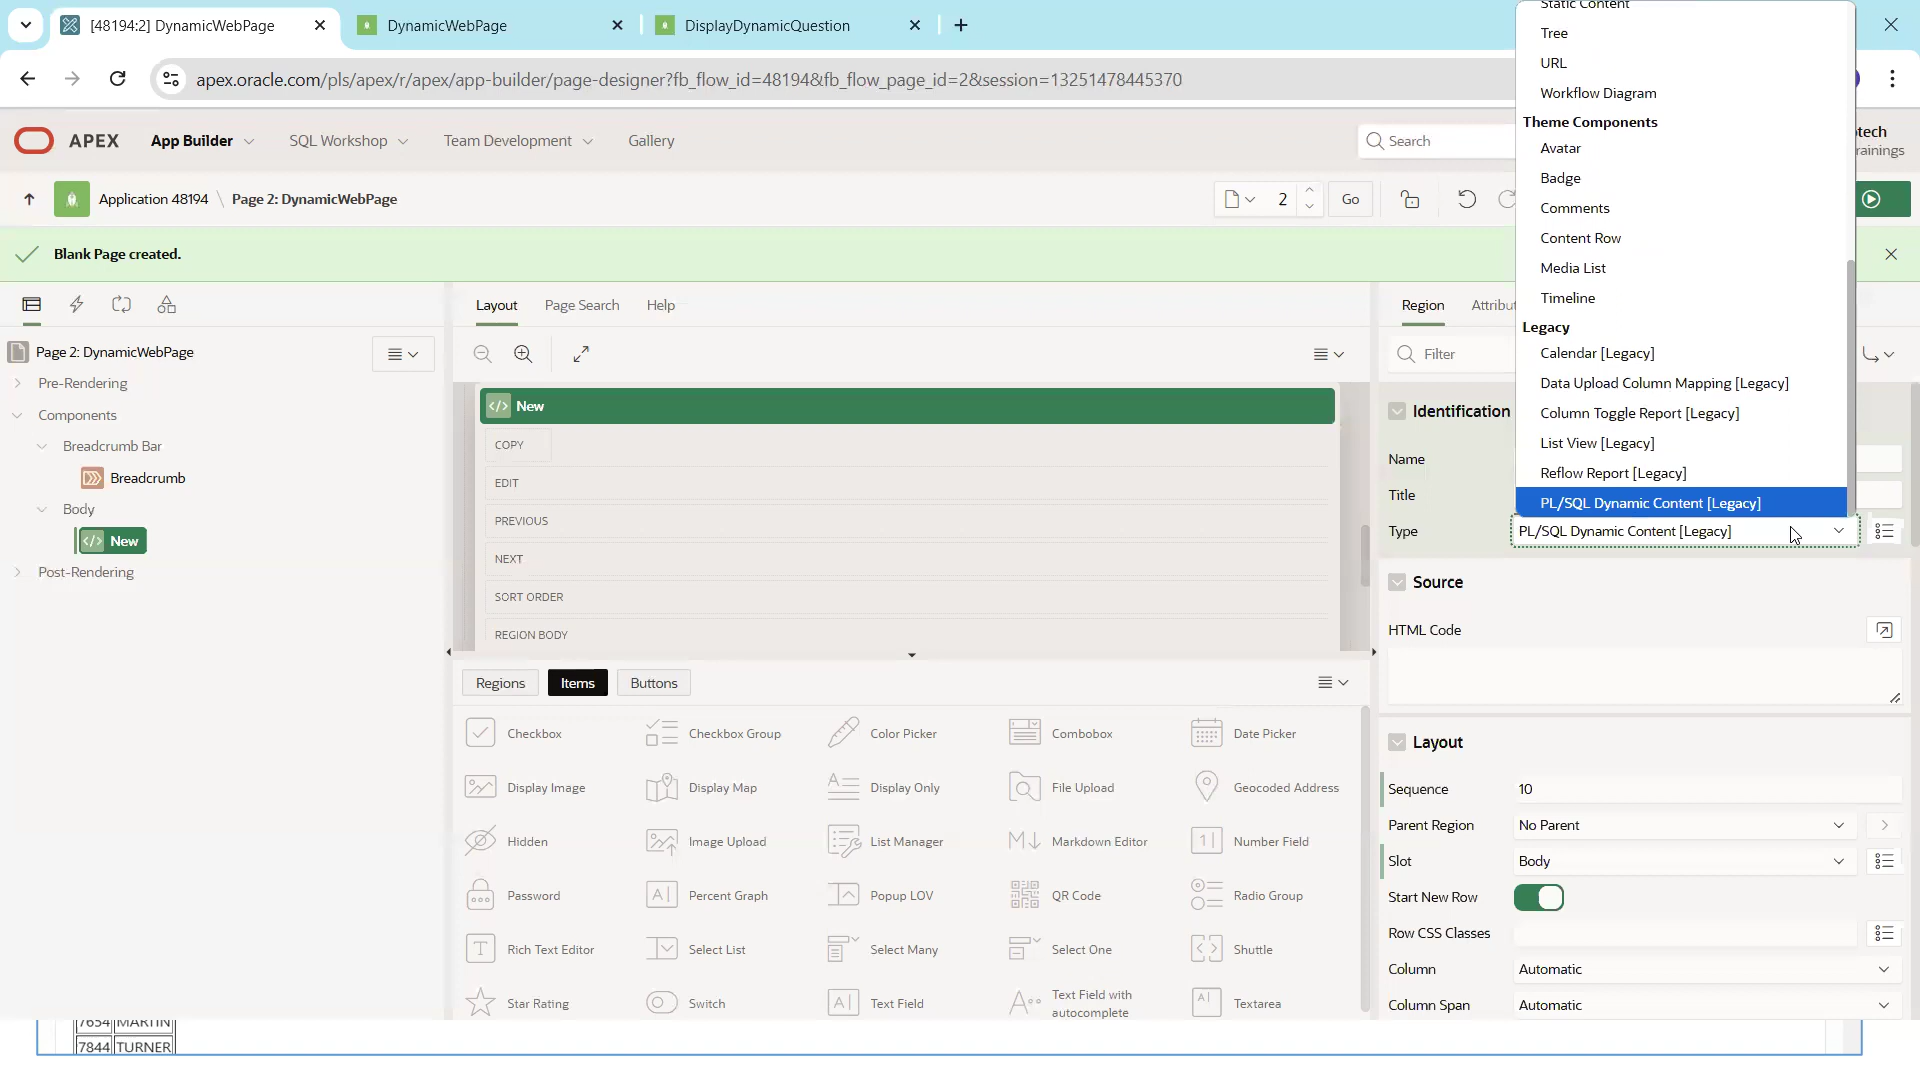 [48194:2] DynamicWebPage
DynamicWebPage
DisplayDynamicQuestion
apex.oracle.com/pls/apex/r/apex/app-builder/page-designer?fb_flow_id=48194&fb_flow_page_id=2&session=13251478445370
APEX
App Builder
SQL Workshop
Team Development
Gallery
Search
Application 48194 \ Page 2: DynamicWebPage
2
Go
Blank Page created.
Page 2: DynamicWebPage
Pre-Rendering
Components
Breadcrumb Bar
Breadcrumb
Body
New
Post-Rendering
Layout
Page Search
Help
New
COPY
EDIT
PREVIOUS
NEXT
SORT ORDER
REGION BODY
Regions
Items
Buttons
Checkbox
Checkbox Group
Color Picker
Combobox
Date Picker
Display Image
Display Map
Display Only
File Upload
Geocoded Address
Hidden
Image Upload
List Manager
Markdown Editor
Number Field
Password
Percent Graph
Popup LOV
QR Code
Radio Group
Rich Text Editor
Select List
Select Many
Select One
Shuttle
Star Rating
Switch
Text Field
Text Field with
autocomplete
Textarea
Static Content
Tree
URL
Workflow Diagram
Theme Components
Avatar
Badge
Comments
Content Row
Media List
Timeline
Legacy
Calendar [Legacy]
Data Upload Column Mapping [Legacy]
Column Toggle Report [Legacy]
List View [Legacy]
Reflow Report [Legacy]
PL/SQL Dynamic Content [Legacy]
Region
Filter
Identification
Name
Title
Type
PL/SQL Dynamic Content [Legacy]
Source
HTML Code
Layout
Sequence
10
Parent Region
No Parent
Slot
Body
Start New Row
Row CSS Classes
Column
Automatic
Column Span
Automatic
7654 MARTIN
7844 TURNER